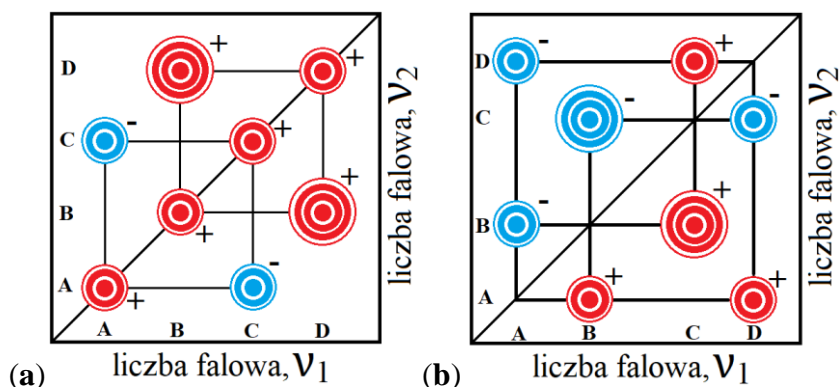 D
C
B
A
A B C D
+
+
-
+
+
+
+
-
liczba falowa, ν1
liczba falowa, ν2
(a)
D
C
B
A
A B C D
-
+
-
-
-
+
+
+
liczba falowa, ν1
liczba falowa, ν2
(b)